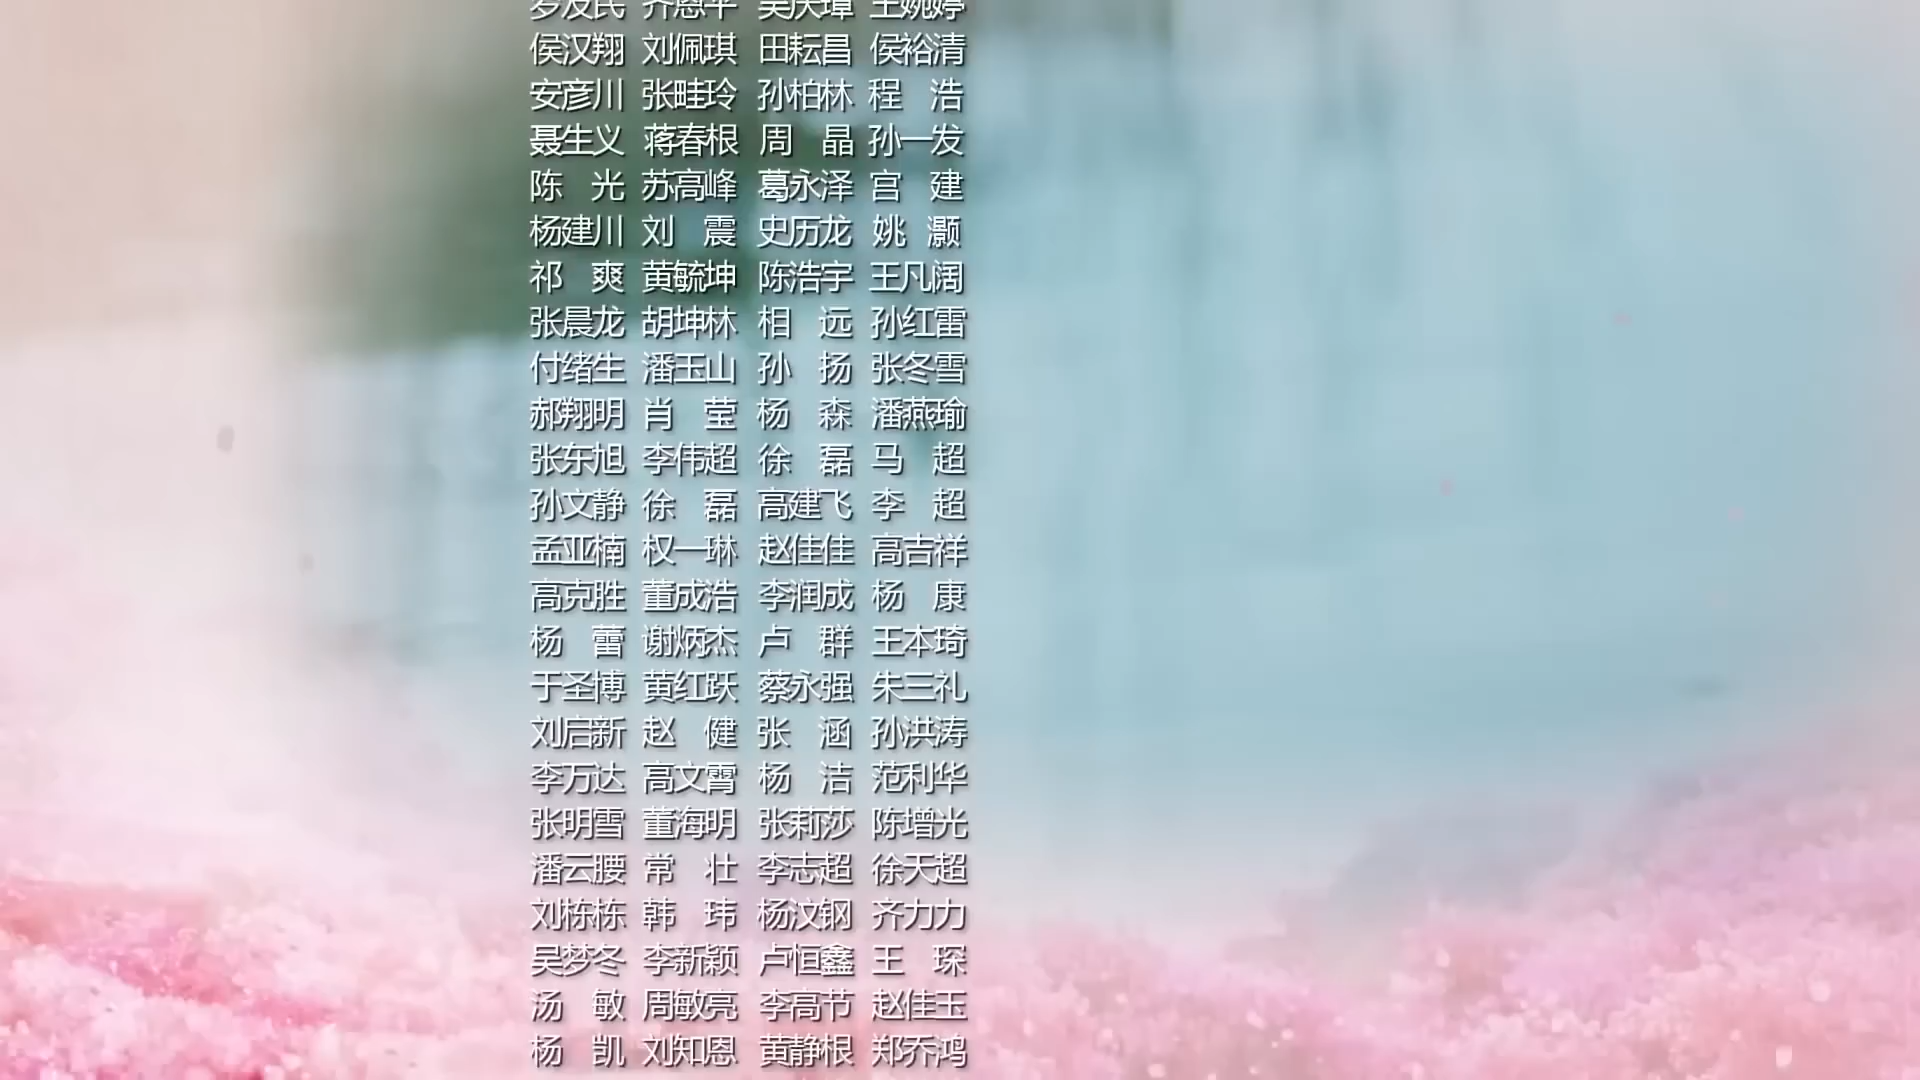 罗发民 齐恩平 吴庆璋 王婉婷
侯汉翔 刘佩琪 田耘昌 侯裕清
安彦川 张畦玲 孙柏林 程 浩
聂生义 蒋春根 周 晶 孙一发
陈 光 苏高峰 葛永泽 宫 建
杨建川 刘 震 史历龙 姚 灏
祁 爽 黄毓坤 陈浩宇 王凡阔
张晨龙 胡坤林 相 远 孙红雷
付绪生 潘玉山 孙 扬 张冬雪
郝翔明 肖 莹 杨 森 潘燕瑜
张东旭 李伟超 徐 磊 马 超
孙文静 徐 磊 高建飞 李 超
孟亚楠 权一琳 赵佳佳 高吉祥
高克胜 董成浩 李润成 杨 康
杨 蕾 谢炳杰 卢 群 王本琦
于圣博 黄红跃 蔡永强 朱三礼
刘启新 赵 健 张 涵 孙洪涛
李万达 高文霄 杨 洁 范利华
张明雪 董海明 张莉莎 陈增光
潘云腰 常 壮 李志超 徐天超
刘栋栋 韩 玮 杨汶钢 齐力力
吴梦冬 李新颖 卢恒鑫 王 琛
汤 敏 周敏亮 李高节 赵佳玉
杨 凯 刘知恩 黄静根 郑乔鸿